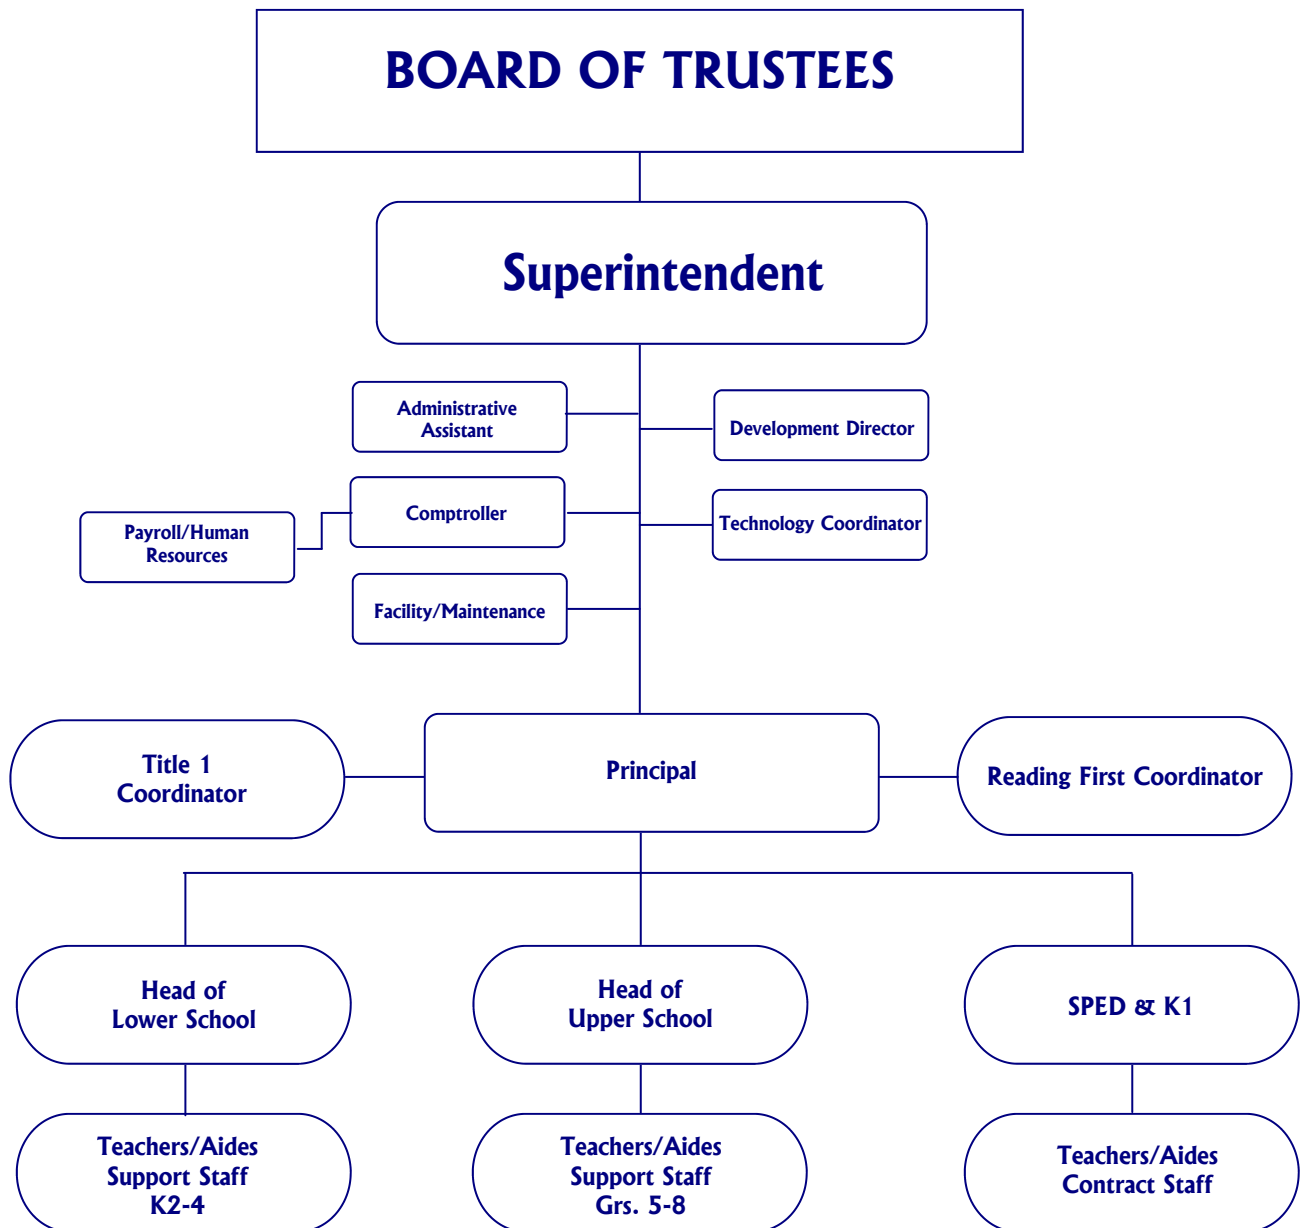 BOARD OF TRUSTEES
Superintendent
Administrative
Assistant
Development Director
Comptroller
Technology Coordinator
Payroll/Human
Resources
Facility/Maintenance
Title 1
Coordinator
Principal
Reading First Coordinator
Head of
Lower School
Head of
Upper School
SPED & K1
Teachers/Aides
Support Staff
K2-4
Teachers/Aides
Support Staff
Grs. 5-8
Teachers/Aides
Contract Staff